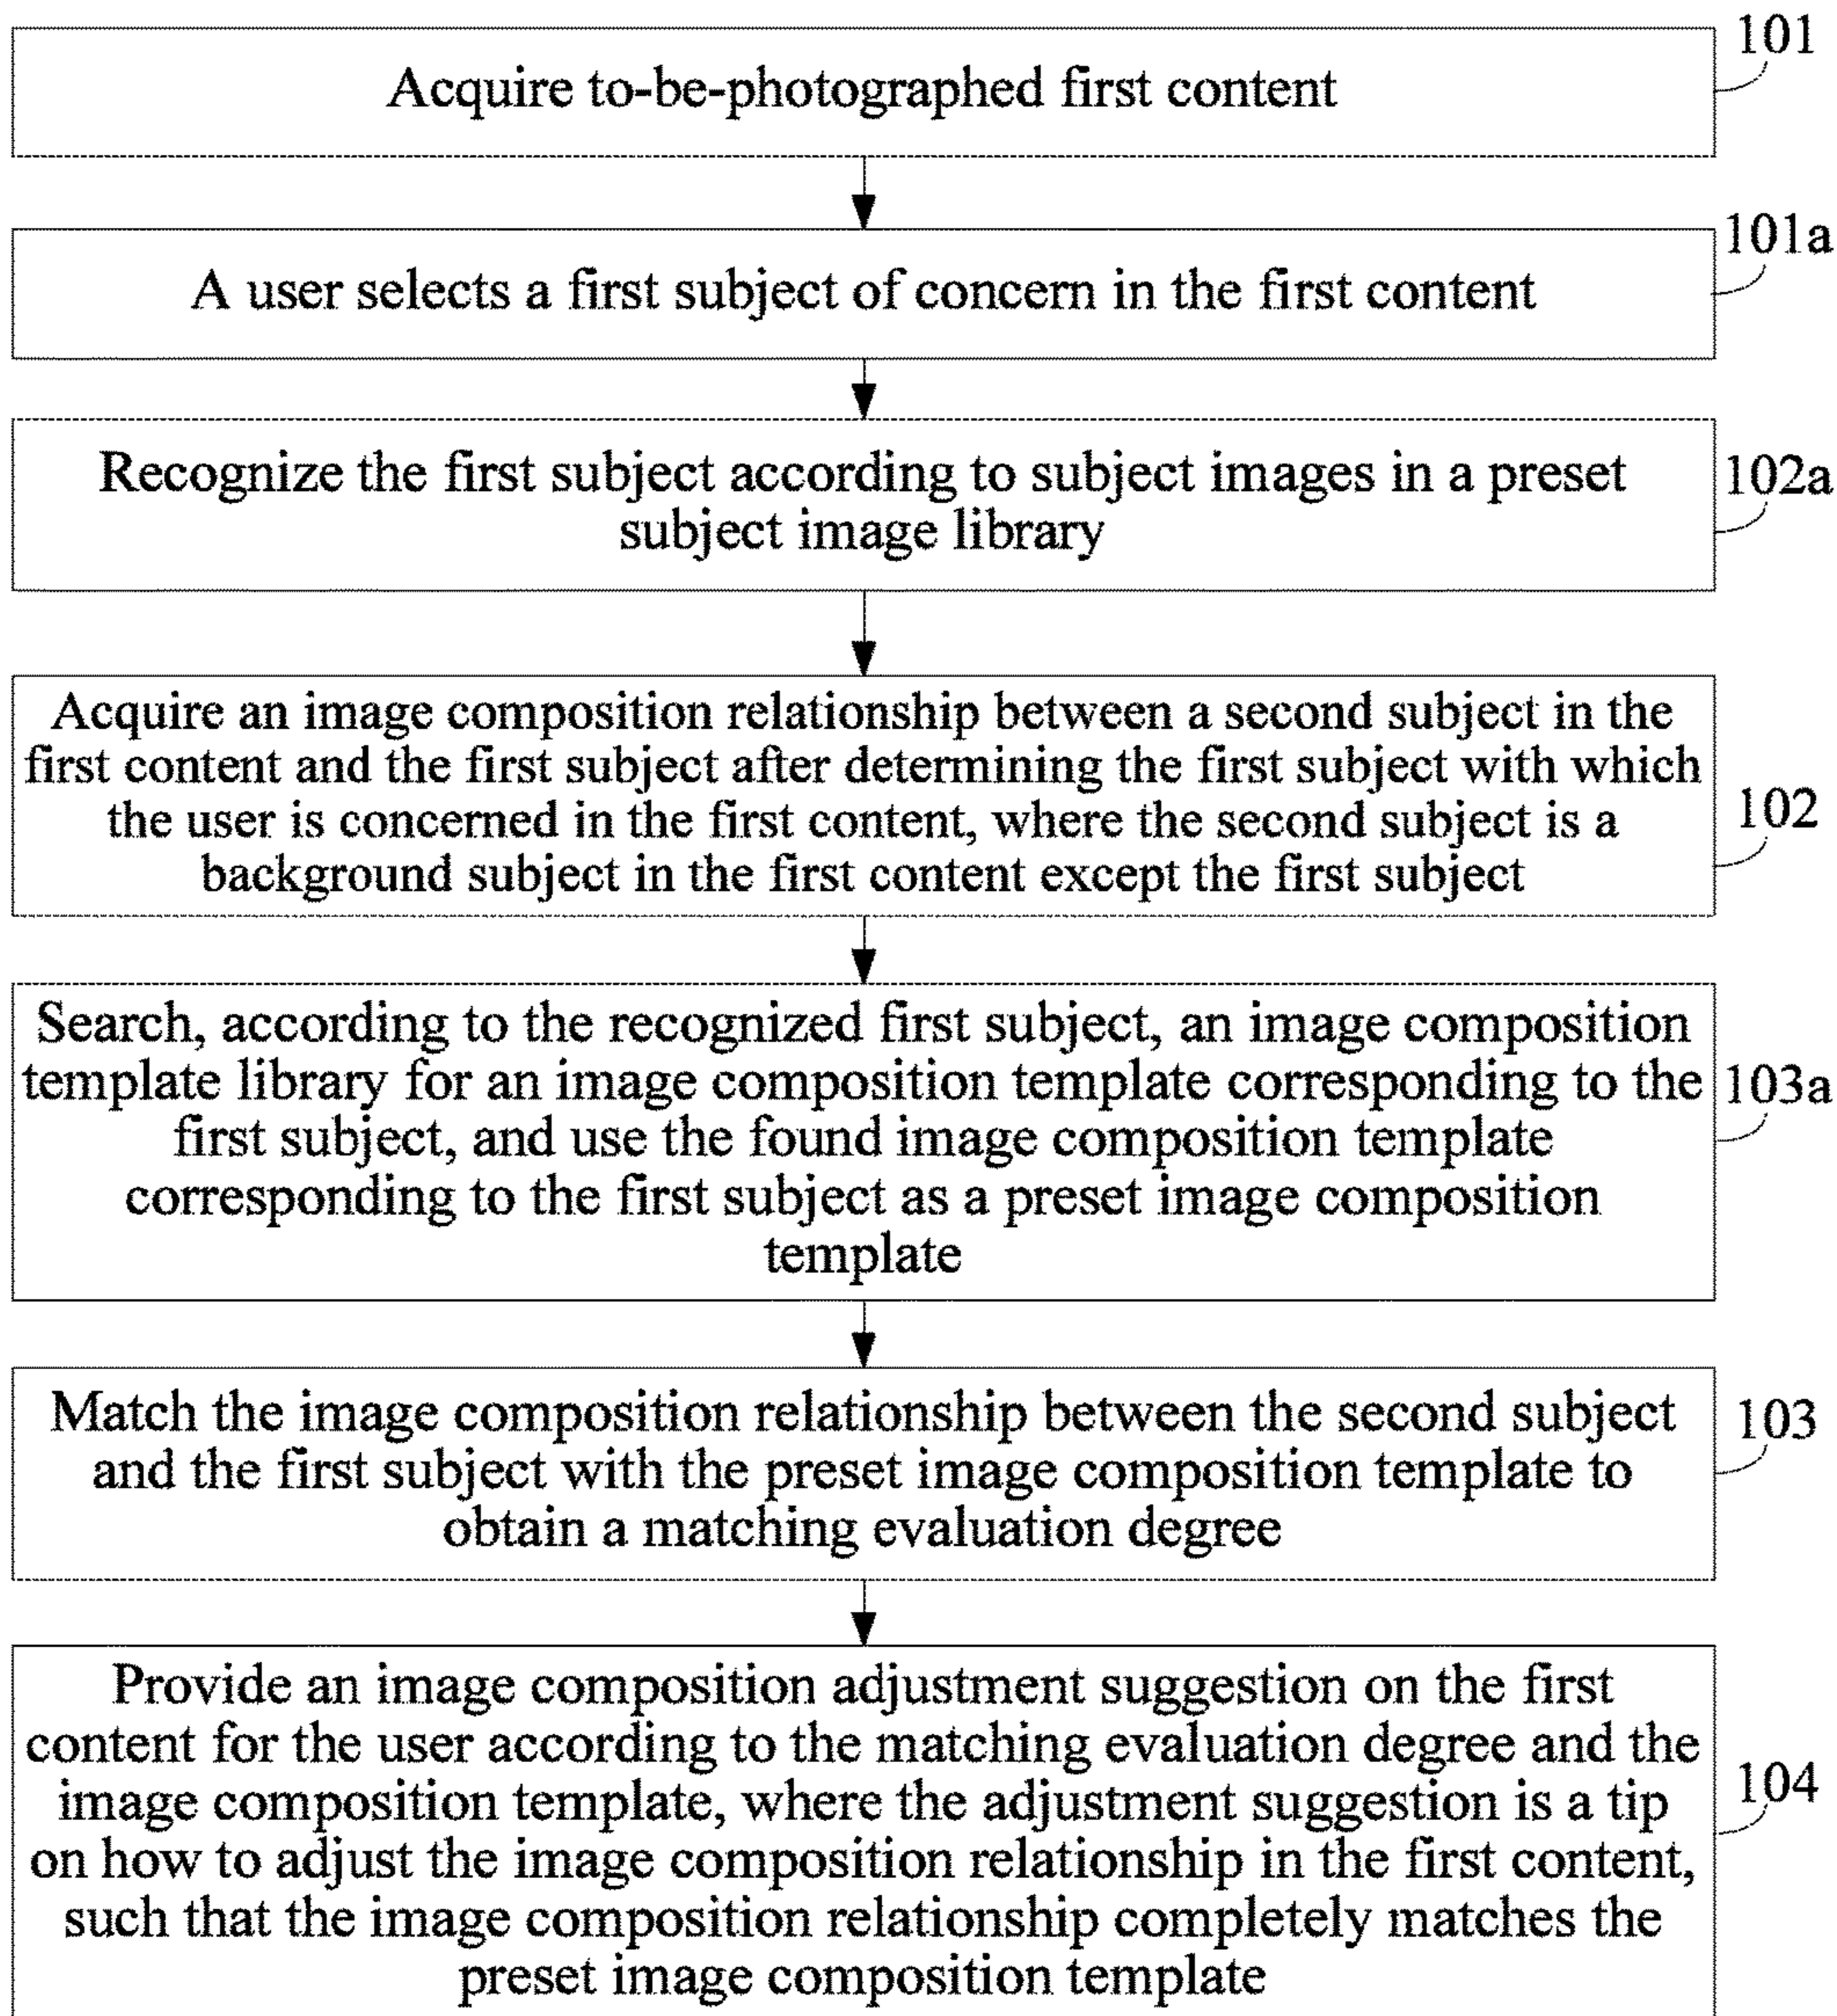 101
Acquire to-be-photographed first content
101a
A user selects a first subject of concern in the first content
Recognize the first subject according to subject images in a preset
subject image library
102a
Acquire an image composition relationship between a second subject in the
first content and the first subject after determining the first subject with which
the user is concerned in the first content, where the second subject is a
background subject in the first content except the first subject
102
Search, according to the recognized first subject, an image composition
template library for an image composition template corresponding to the
first subject, and use the found image composition template
corresponding to the first subject as a preset image composition
template
103a
Match the image composition relationship between the second subject
and the first subject with the preset image composition template to
obtain a matching evaluation degree
103
Provide an image composition adjustment suggestion on the first
content for the user according to the matching evaluation degree and the
image composition template, where the adjustment suggestion is a tip
on how to adjust the image composition relationship in the first content,
such that the image composition relationship completely matches the
preset image composition template
104